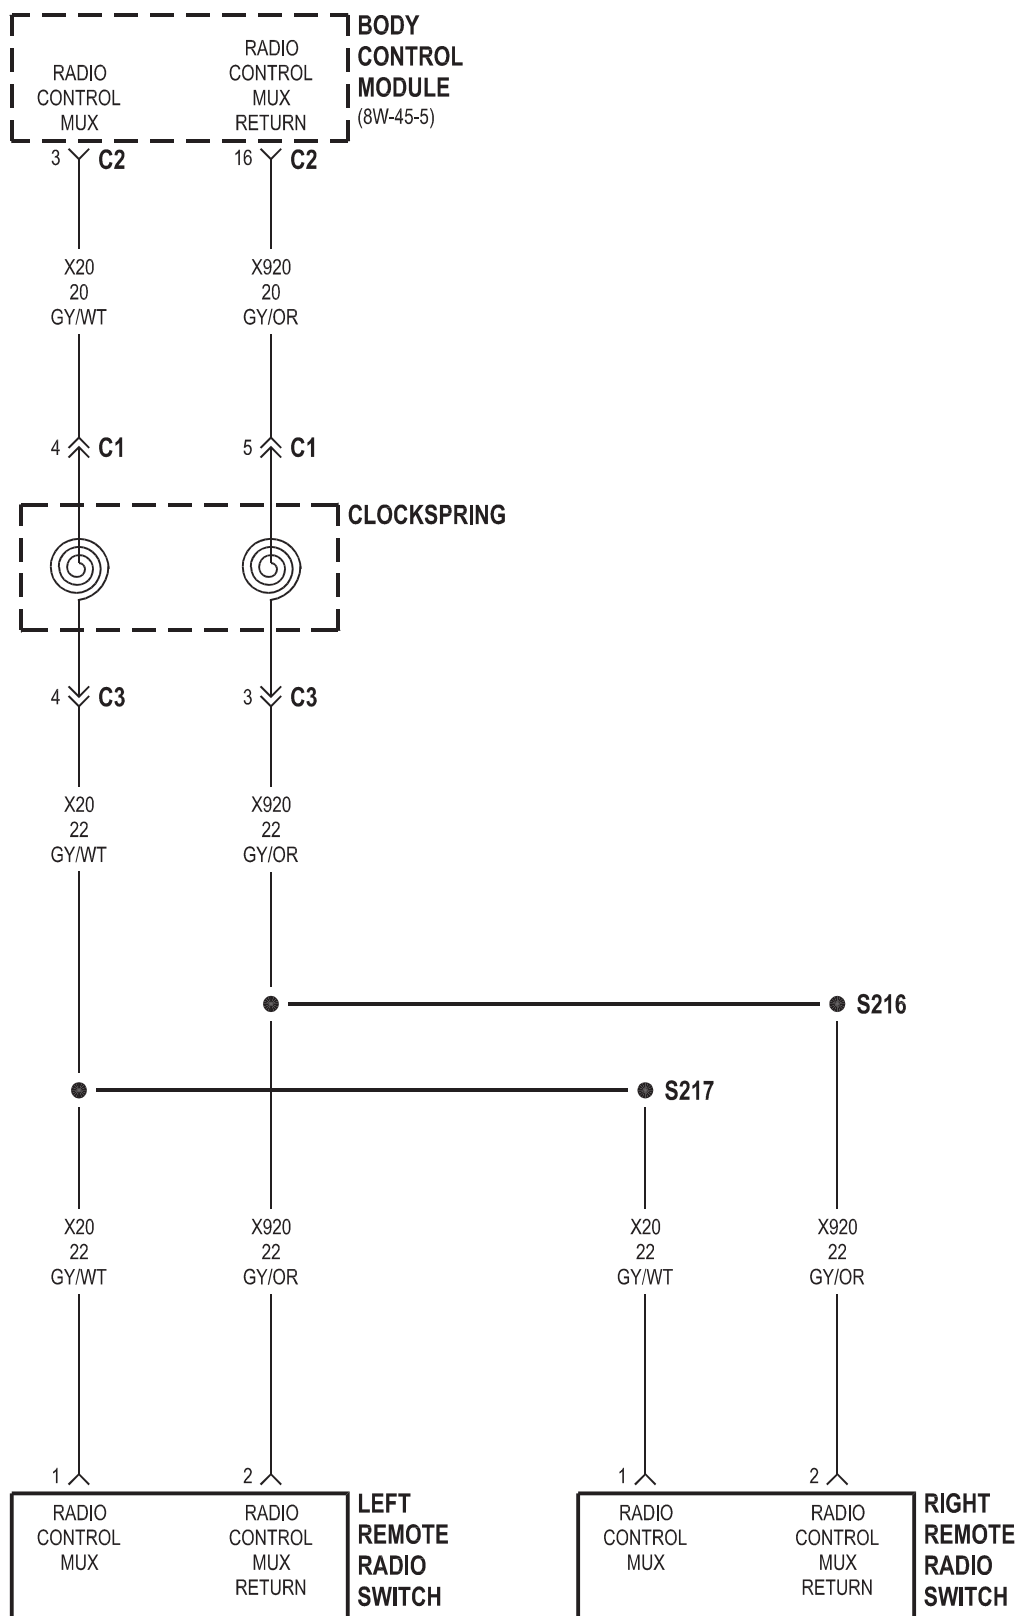 BODY
CONTROL
MODULE
(8W-45-5)
RADIO
CONTROL
MUX
RADIO
CONTROL
MUX
RETURN
3 C2
16 C2
X20
20
GY/WT
X920
20
GY/OR
4 C1
5 C1
CLOCKSPRING
4 C3
3 C3
X20
22
GY/WT
X920
22
GY/OR
S216
S217
X20
22
GY/WT
X920
22
GY/OR
X20
22
GY/WT
X920
22
GY/OR
1
2
1
2
RADIO
CONTROL
MUX
RADIO
CONTROL
MUX
RETURN
LEFT
REMOTE
RADIO
SWITCH
RADIO
CONTROL
MUX
RADIO
CONTROL
MUX
RETURN
RIGHT
REMOTE
RADIO
SWITCH